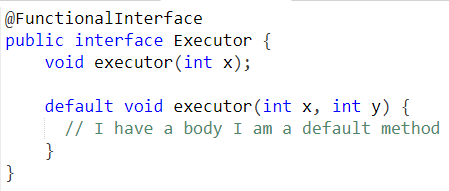 @FunctionalInterface
public interface Executor {
    void executor(int x);

    default void executor(int x, int y) {
      // I have a body I am a default method
    }
}